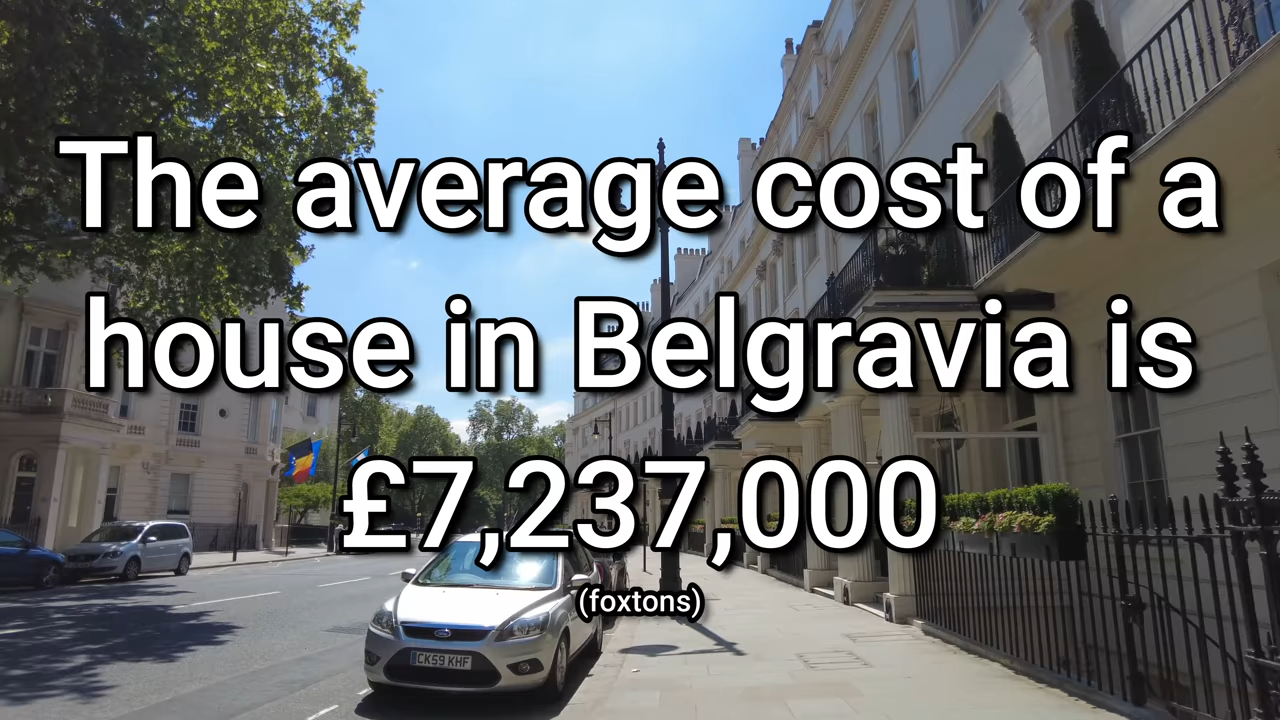 The average cost of a
house in Belgravia is
£7,237,000
(foxtons)
CK59 KHF